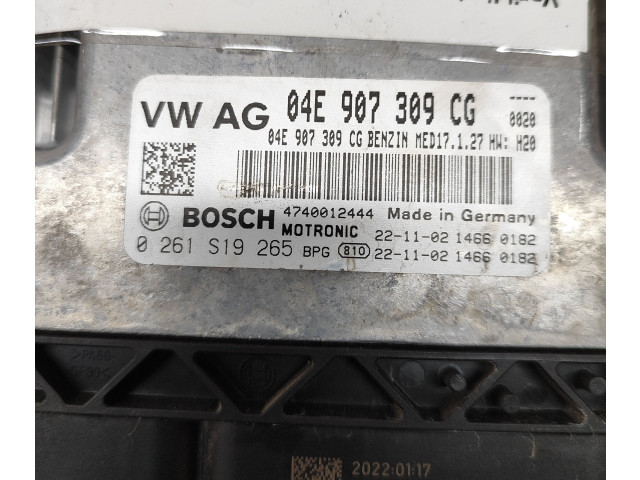 VW AG 04E 907 309 CG ----
0020
04E 907 309 CG BENZIN MED17.1.27 HW: H20
BOSCH 4740012444 Made in Germany
MOTRONIC 22-11-02 1466 0182
0 261 S19 265 BPG 810 22-11-02 1466 0182
2022:01:17